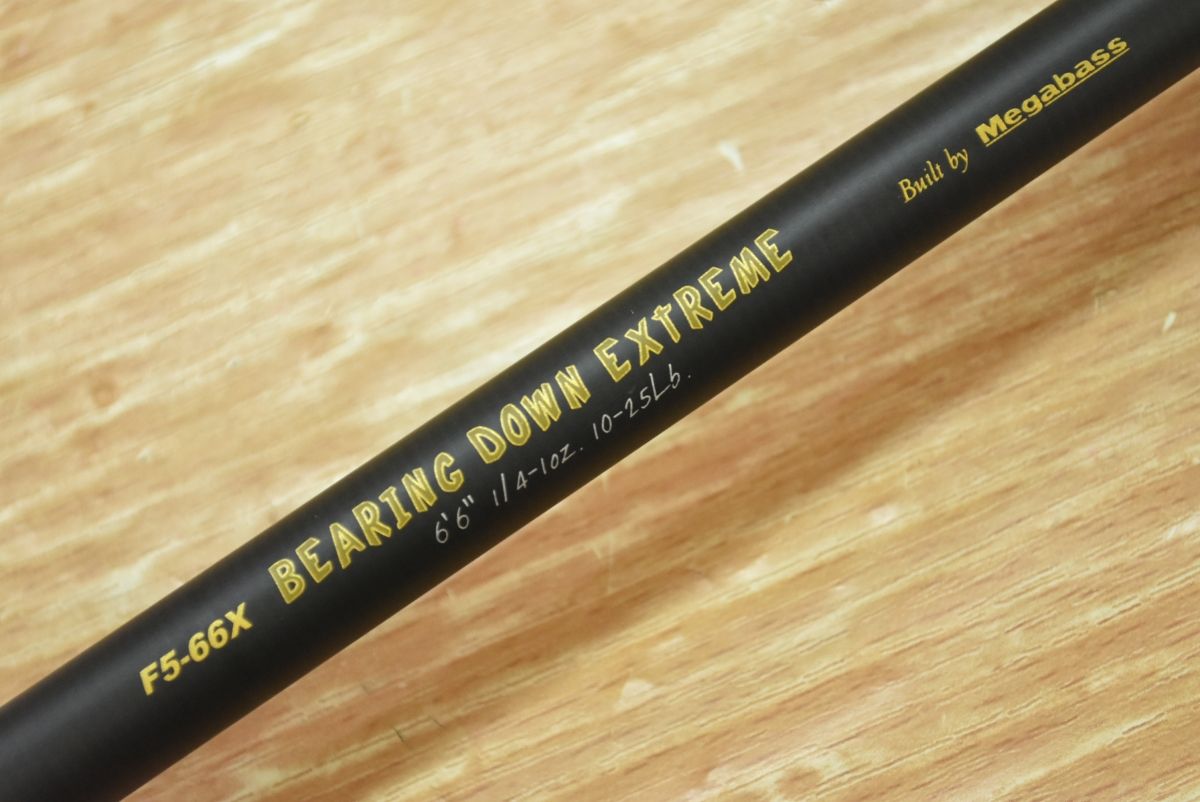 F5-66X BEARING DOWN EXtREME Built by Megabass
6'6" 1/4-1oz. 10-25Lb.